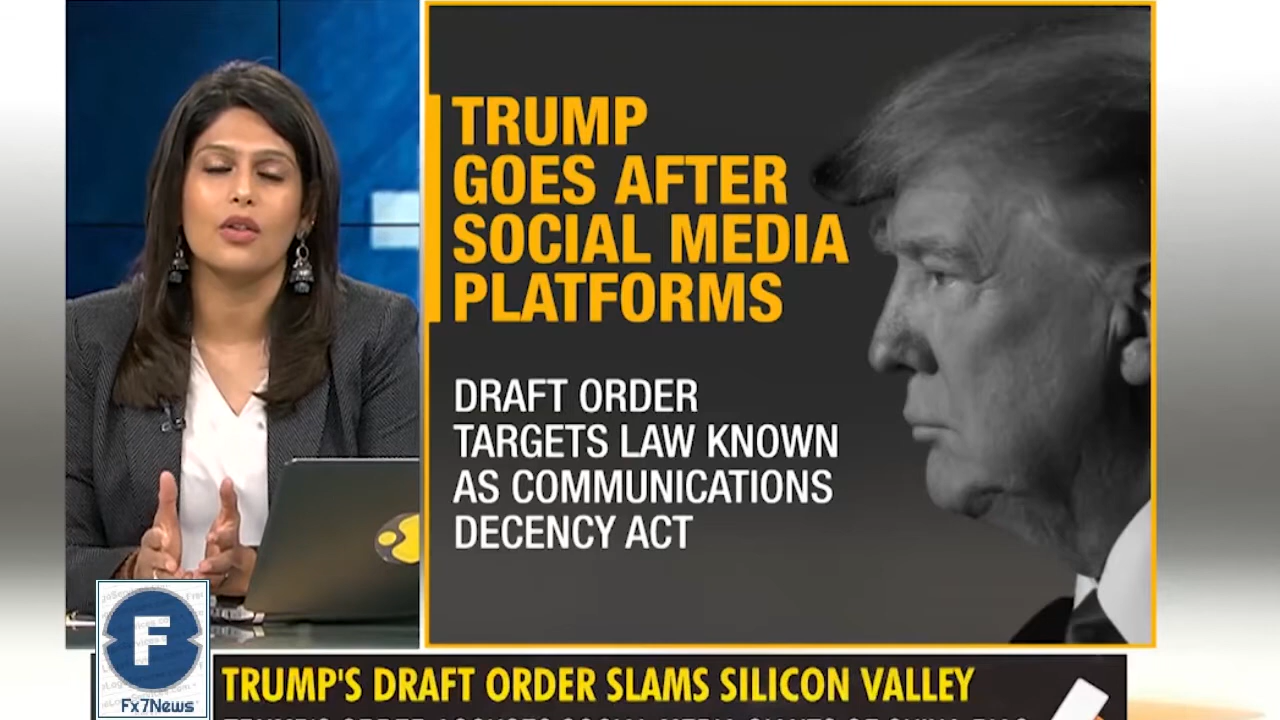 TRUMP
GOES AFTER
SOCIAL MEDIA
PLATFORMS
DRAFT ORDER
TARGETS LAW KNOWN
AS COMMUNICATIONS
DECENCY ACT
F
Fx7News
TRUMP'S DRAFT ORDER SLAMS SILICON VALLEY